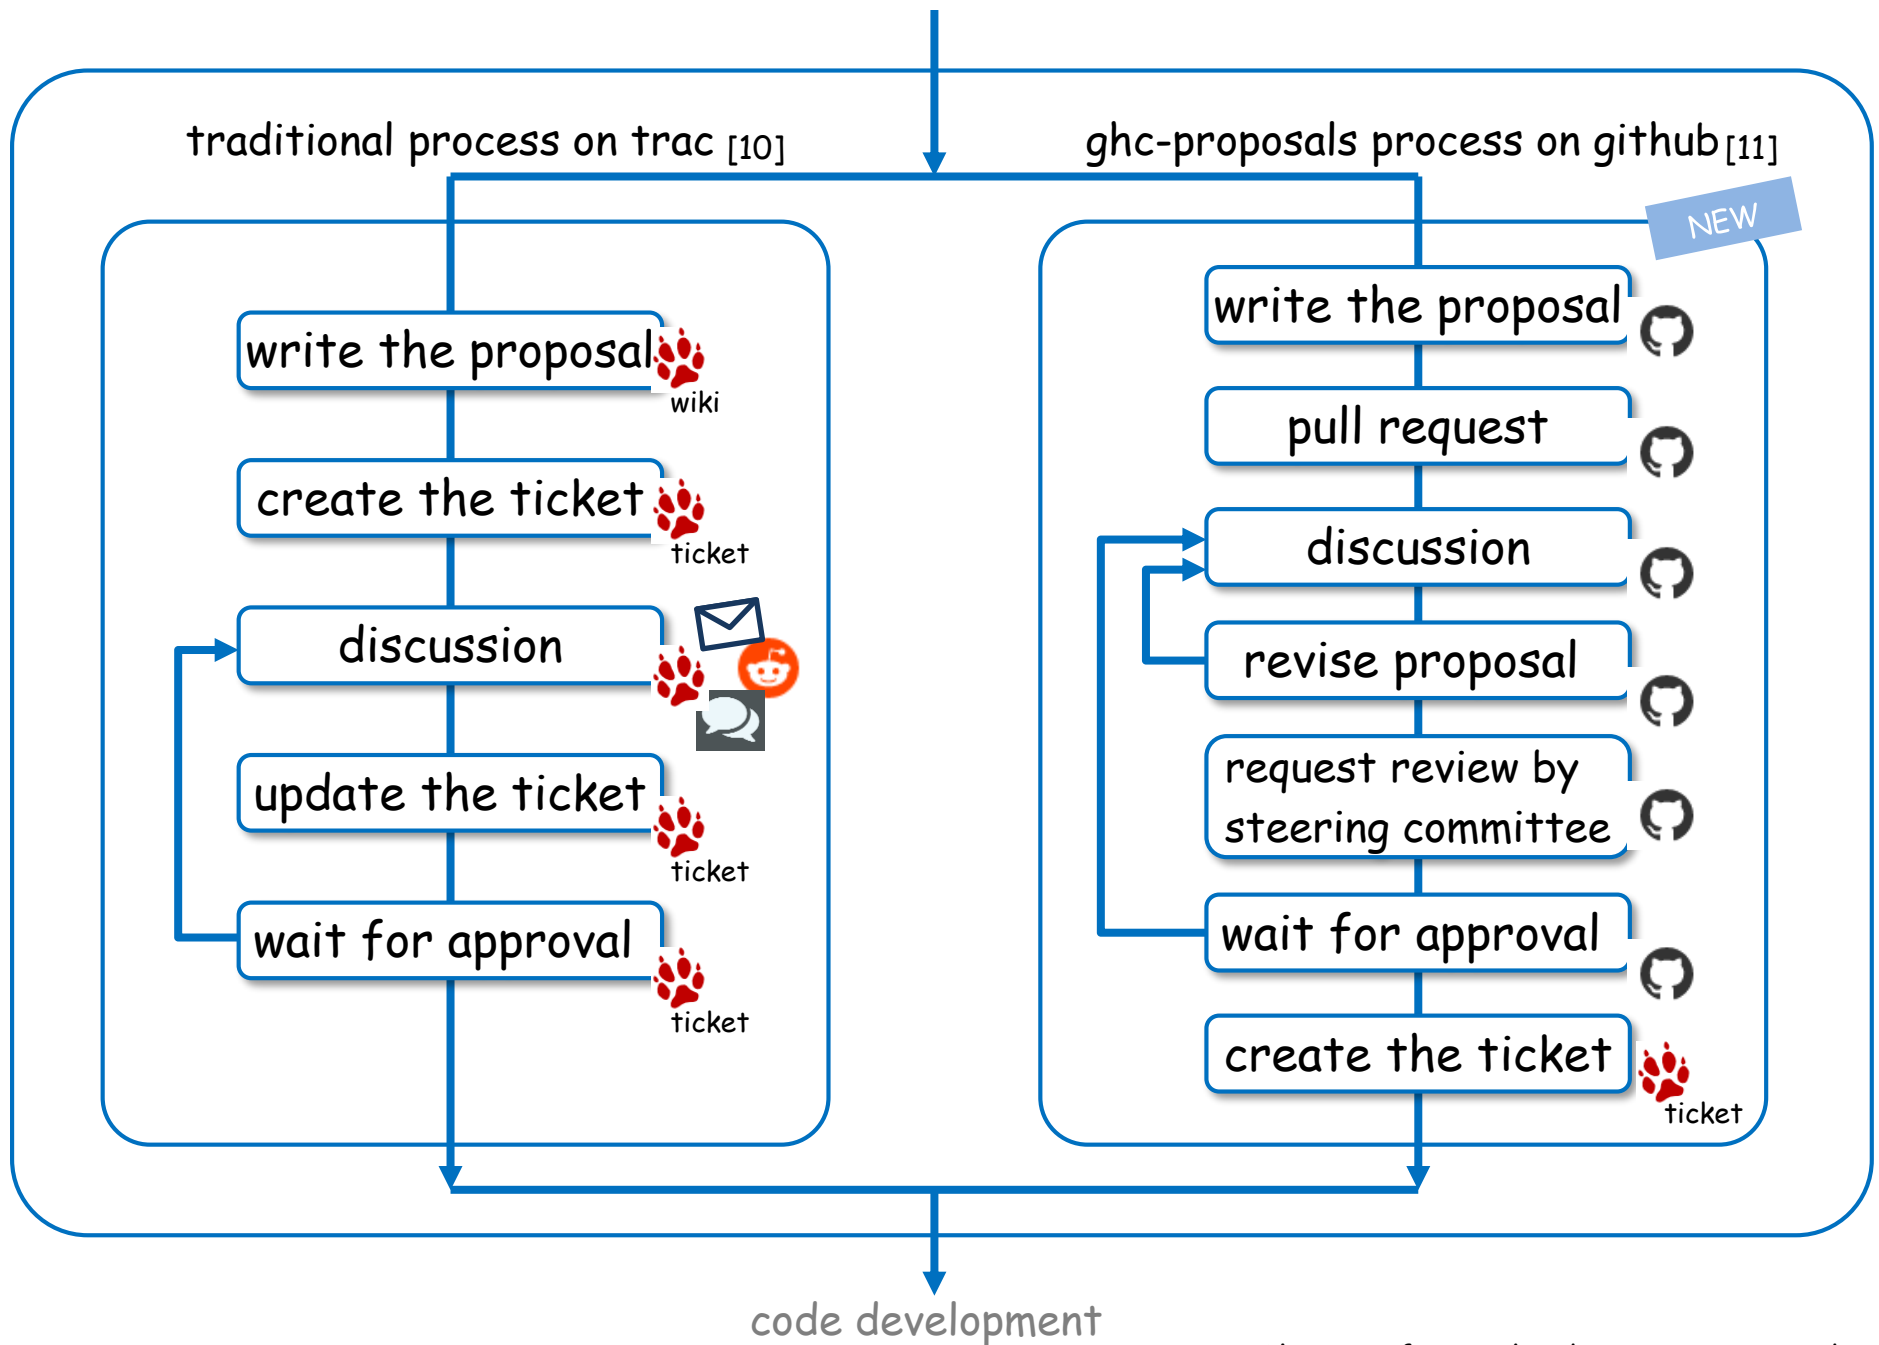 traditional process on trac [10]
write the proposal
wiki
create the ticket
ticket
discussion
update the ticket
ticket
wait for approval
ticket
ghc-proposals process on github [11]
NEW
write the proposal
pull request
discussion
revise proposal
request review by
steering committee
wait for approval
create the ticket
ticket
code development